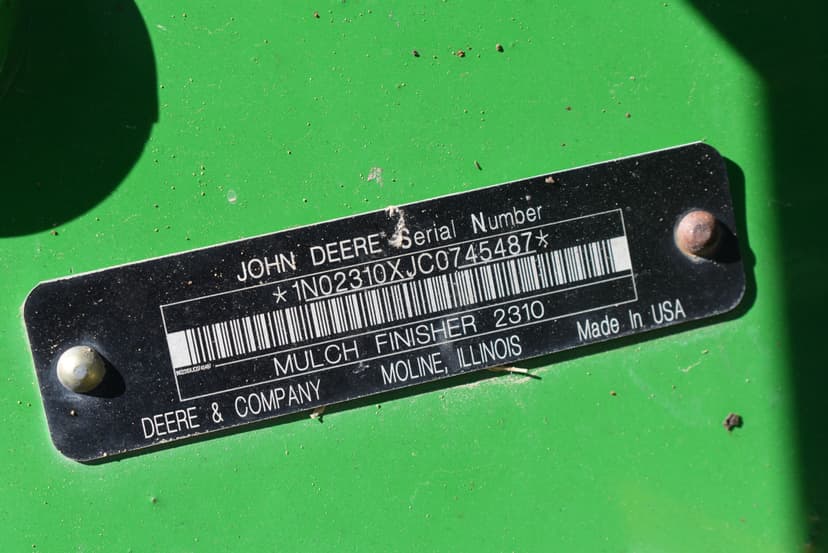 JOHN DEERE Serial Number
*1N02310XJC0745487*
MULCH FINISHER 2310
DEERE & COMPANY MOLINE, ILLINOIS Made In USA